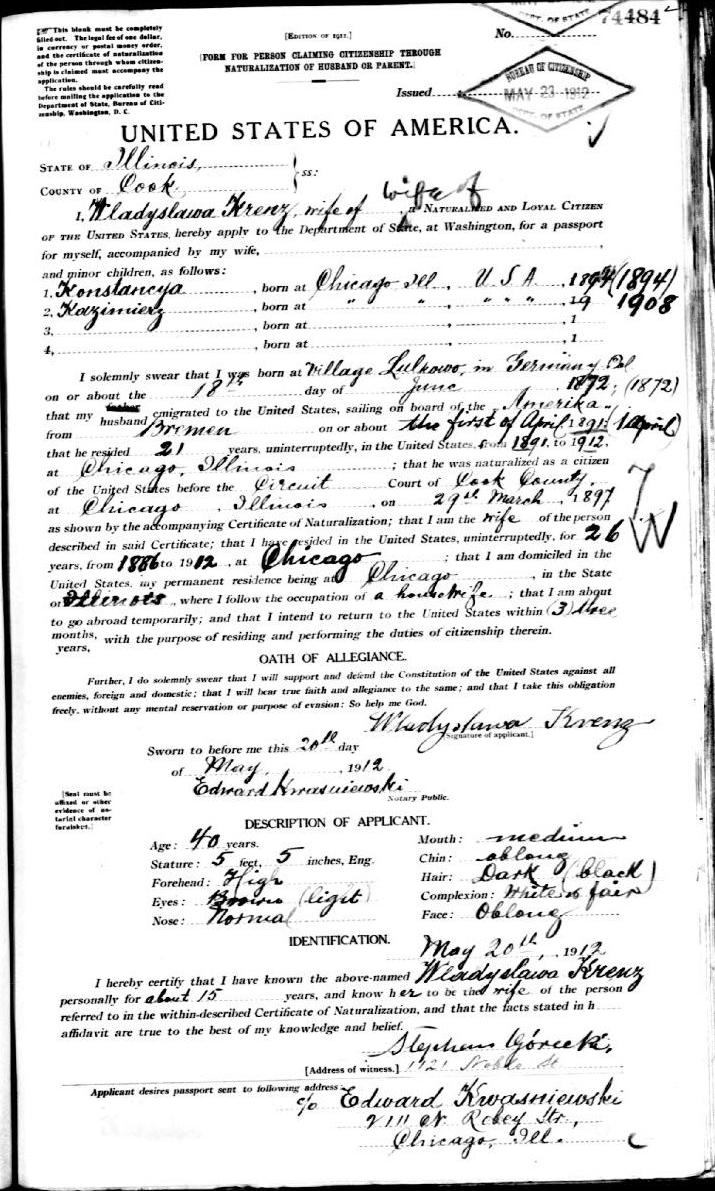 This blank must be completely
filled out. The legal fee of one dollar,
in currency or postal money order,
and the certificate of naturalization
of the person through whom citizen-
ship is claimed must accompany the
application.
The rules should be carefully read
before mailing the application to the
Department of State, Bureau of Citi-
zenship, Washington, D. C.
[EDITION OF 1911.]
[FORM FOR PERSON CLAIMING CITIZENSHIP THROUGH
NATURALIZATION OF HUSBAND OR PARENT.]
DEPT. OF STATE
74484
No.
Issued
BUREAU OF CITIZENSHIP
MAY 23 1912
DEPT. OF STATE
UNITED STATES OF AMERICA.
STATE OF Illinois,
COUNTY OF Cook
ss:
wife of
I, Wladyslawa Krenz, wife of a NATURALIZED AND LOYAL CITIZEN
OF THE UNITED STATES, hereby apply to the Department of State, at Washington, for a passport
for myself, accompanied by my wife,
and minor children, as follows:
1. Konstancya, born at Chicago Ill, U. S A, 1894 (1894)
2. Kazimierz, born at " " " " ", 19 1908
3, born at , 1
4, born at , 1
I solemnly swear that I was born at Village Lulkowo, in Germany Pol
on or about the 18th day of June 1872, (1872)
that my father husband emigrated to the United States, sailing on board of the "Amerika"
from Bremen on or about the first of April 1891 (1 April)
that he resided 21 years, uninterruptedly, in the United States, from 1891 to 1912,
at Chicago, Illinois; that he was naturalized as a citizen
of the United States before the Circuit Court of Cook County,
at Chicago, Illinois, on 29th March, 1897
as shown by the accompanying Certificate of Naturalization; that I am the wife of the person
described in said Certificate; that I have resided in the United States, uninterruptedly, for 26
years, from 1886 to 1912, at Chicago; that I am domiciled in the
United States, my permanent residence being at Chicago, in the State
of Illinois, where I follow the occupation of a housewife; that I am about
to go abroad temporarily; and that I intend to return to the United States within (3) three
months, years, with the purpose of residing and performing the duties of citizenship therein.
7
W
OATH OF ALLEGIANCE.
Further, I do solemnly swear that I will support and defend the Constitution of the United States against all
enemies, foreign and domestic; that I will bear true faith and allegiance to the same; and that I take this obligation
freely, without any mental reservation or purpose of evasion: So help me God.
Wladyslawa Krenz
[Signature of applicant.]
Sworn to before me this 20th day
of May, 1912
Edward Kwasniewski
Notary Public.
[Seal must be
affixed or other
evidence of no-
tarial character
furnished.]
DESCRIPTION OF APPLICANT.
Age: 40 years.
Stature: 5 feet, 5 inches, Eng.
Forehead: High
Eyes: Brown (light)
Nose: Normal
Mouth: medium
Chin: oblong
Hair: Dark (black)
Complexion: White & fair
Face: Oblong
IDENTIFICATION.
May 20th, 1912
I hereby certify that I have known the above-named Wladyslawa Krenz
personally for about 15 years, and know her to be the wife of the person
referred to in the within-described Certificate of Naturalization, and that the facts stated in h
affidavit are true to the best of my knowledge and belief.
Stephen Górecki
[Address of witness.] 1121 Noble St
Applicant desires passport sent to following address:
c/o Edward Kwasniewski
2111 N. Robey Str.,
Chicago, Ill.